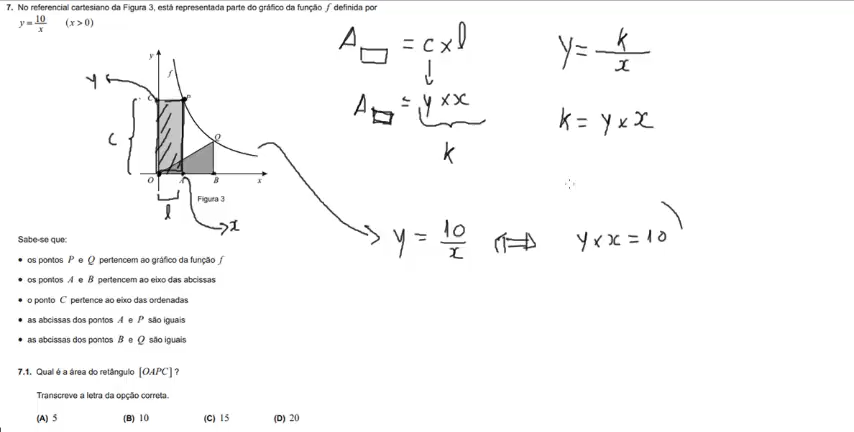 7. No referencial cartesiano da Figura 3, está representada parte do gráfico da função f definida por
y = 10/x (x > 0)
y
f
y
C
P
C
Q
O
A
B
x
Figura 3
l
x
A▭ = c x l
A▭ = y x x
k
y = k/x
k = y x x
y = 10/x ⇔ y x x = 10
Sabe-se que:
• os pontos P e Q pertencem ao gráfico da função f
• os pontos A e B pertencem ao eixo das abcissas
• o ponto C pertence ao eixo das ordenadas
• as abcissas dos pontos A e P são iguais
• as abcissas dos pontos B e Q são iguais
7.1. Qual é a área do retângulo [OAPC] ?
Transcreve a letra da opção correta.
(A) 5 (B) 10 (C) 15 (D) 20